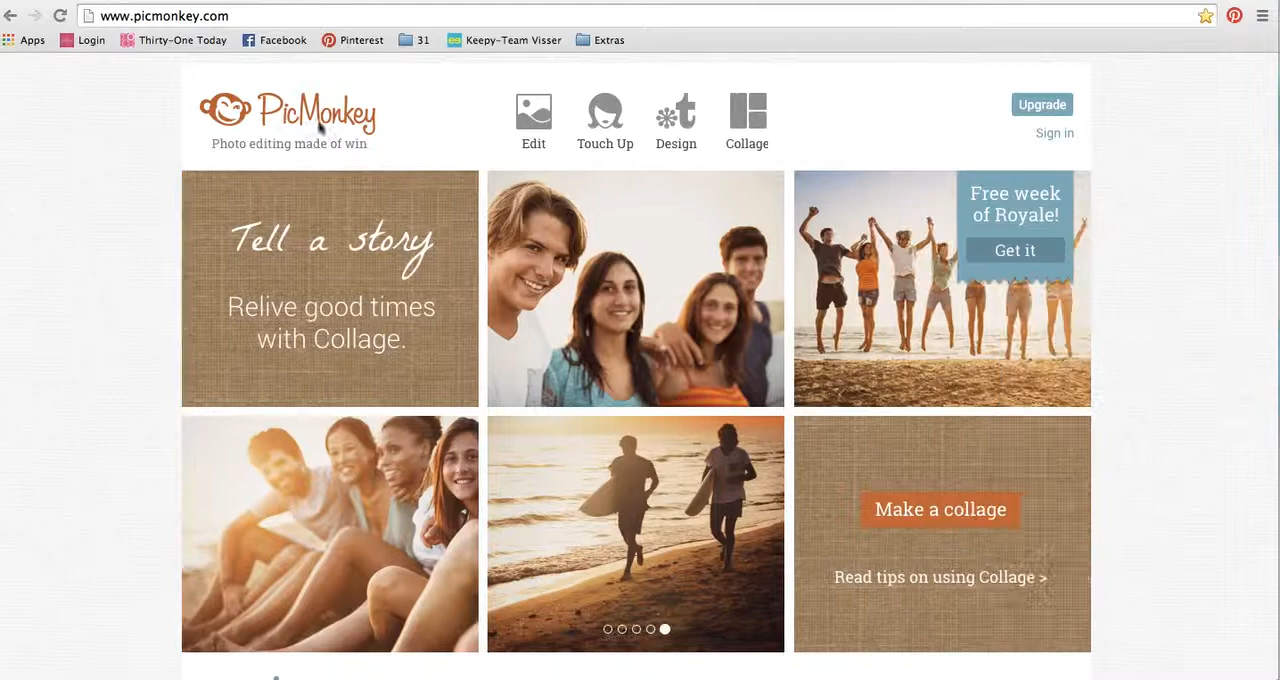 www.picmonkey.com
Apps Login Thirty-One Today Facebook Pinterest 31 Keepy-Team Visser Extras
PicMonkey
Photo editing made of win
Edit Touch Up Design Collage
Upgrade
Sign in
Tell a story
Relive good times
with Collage.
Free week
of Royale!
Get it
Make a collage
Read tips on using Collage >